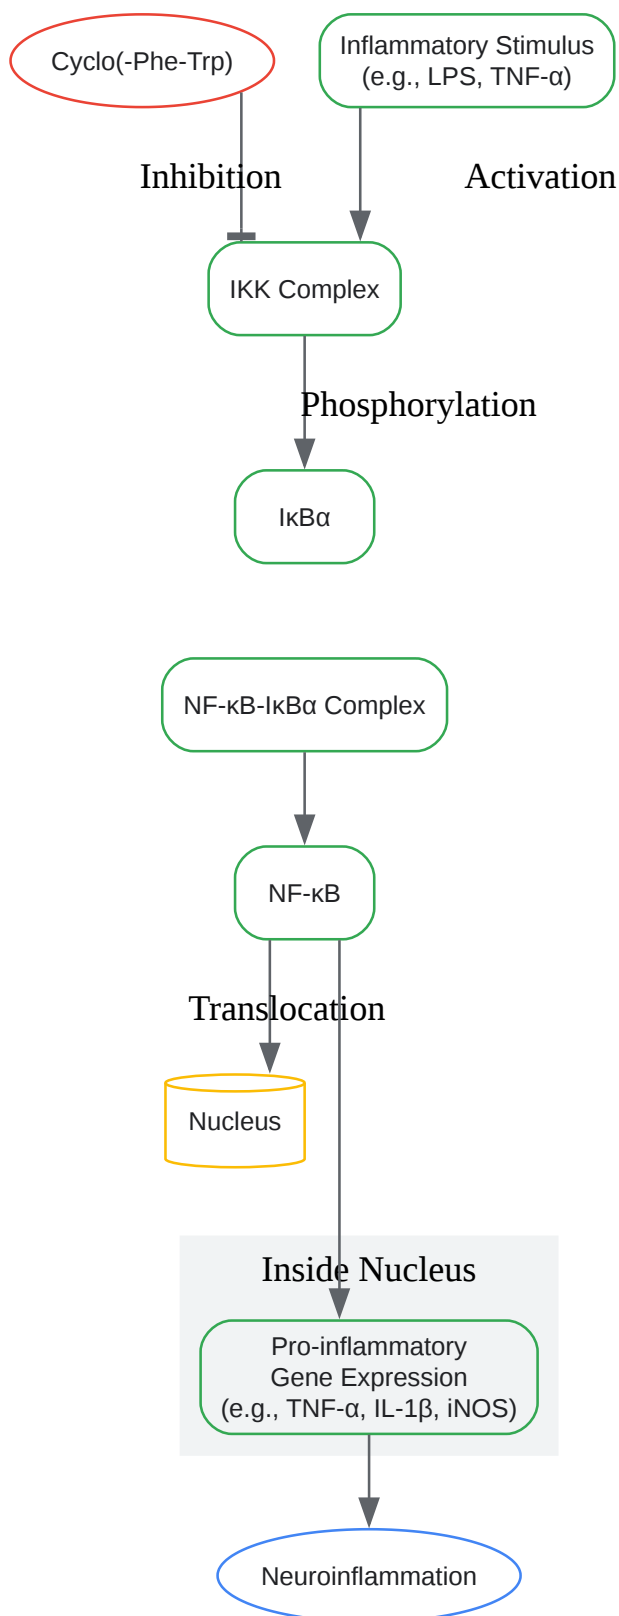 Cyclo(-Phe-Trp)
Inflammatory Stimulus
(e.g., LPS, TNF-α)
Inhibition
Activation
IKK Complex
Phosphorylation
IκBα
NF-κB-IκBα Complex
NF-κB
Translocation
Nucleus
Inside Nucleus
Pro-inflammatory
Gene Expression
(e.g., TNF-α, IL-1β, iNOS)
Neuroinflammation